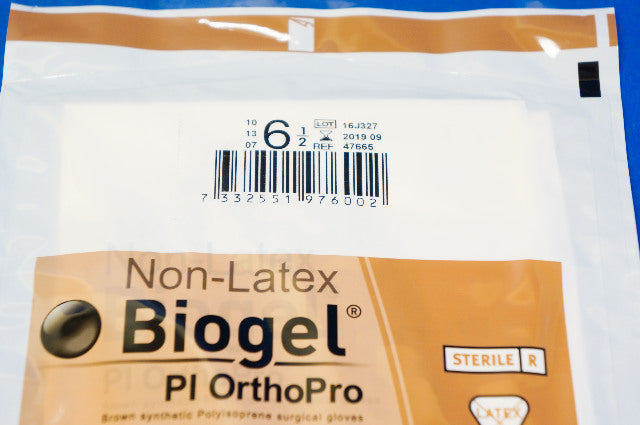 10
13
07
6 1/2
LOT 16J327
2019 09
REF 47665
7 332551 976002
Non-Latex
Biogel®
PI OrthoPro
Brown synthetic Polyisoprene surgical gloves
STERILE R
LATEX